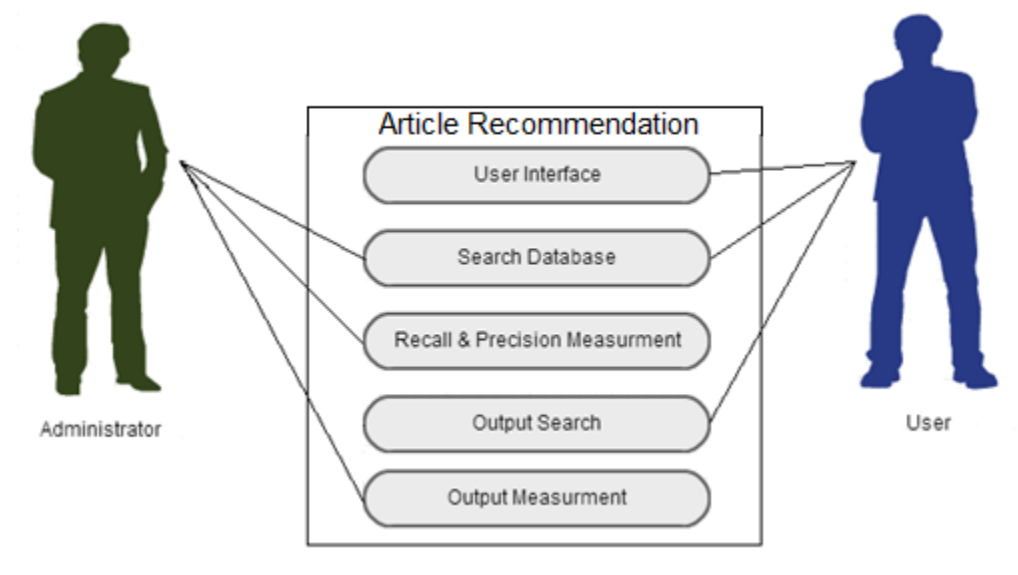 Article Recommendation
User Interface
Search Database
Recall & Precision Measurment
Output Search
Output Measurment
Administrator
User